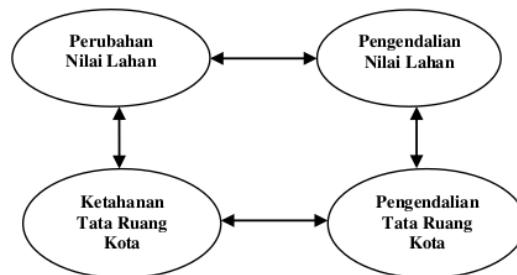 Perubahan
Nilai Lahan
Pengendalian
Nilai Lahan
Ketahanan
Tata Ruang
Kota
Pengendalian
Tata Ruang
Kota